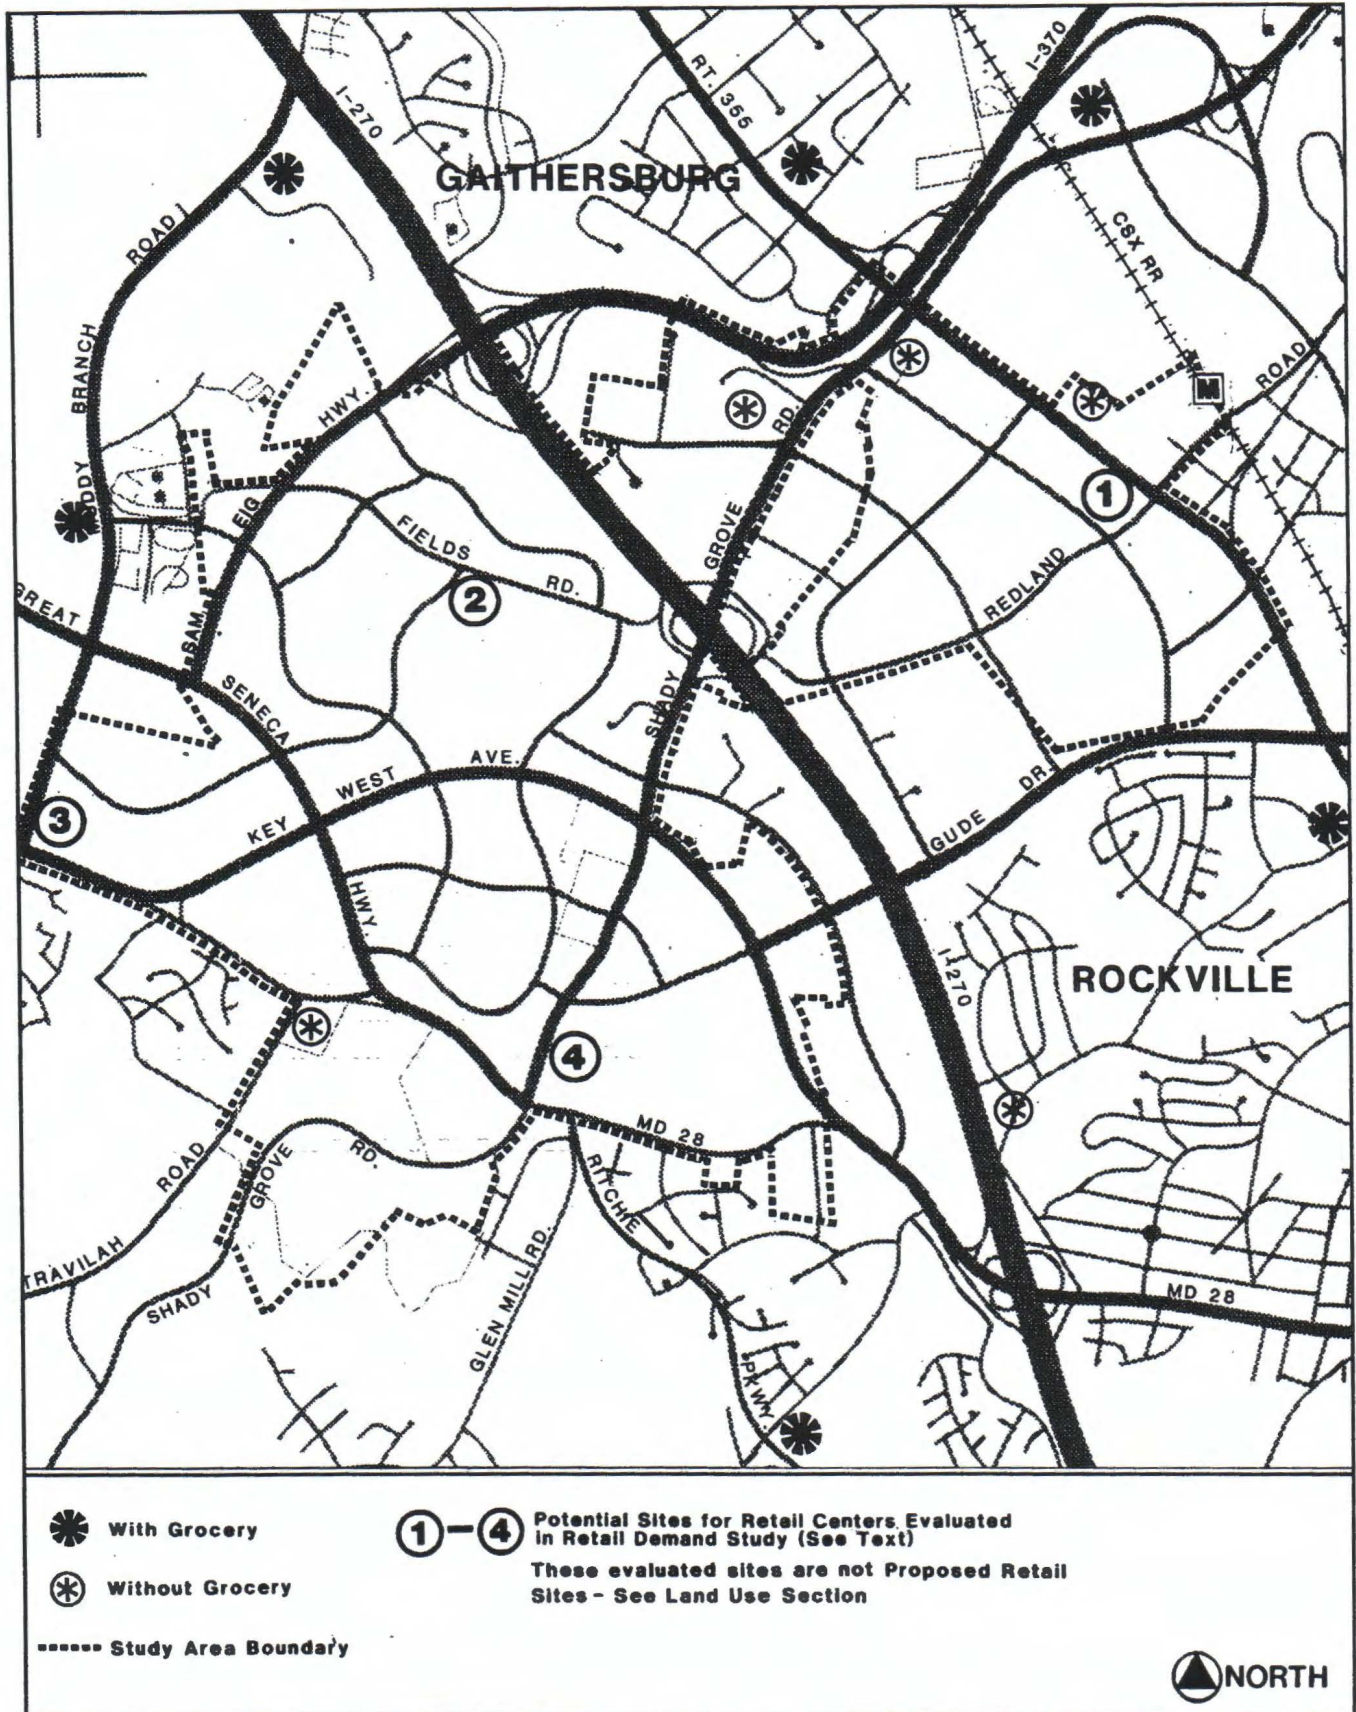 I-270
RT. 355
I-370
GAITHERSBURG
CSX RR
ROAD
BRANCH
HWY.
ROAD
M
RD.
1
EIG
FIELDS
RD.
GROVE
REDLAND
2
GREAT
SAM
SENECA
SHADY
WEST
AVE.
KEY
DR.
GUDE
3
HWY.
I-270
ROCKVILLE
4
MD 28
ROAD
GROVE
RD.
RITCHIE
TRAVILAH
SHADY
GLEN MILL RD.
MD 28
PKWY.
With Grocery
Without Grocery
Study Area Boundary
1-4 Potential Sites for Retail Centers Evaluated
in Retail Demand Study (See Text)
These evaluated sites are not Proposed Retail
Sites - See Land Use Section
NORTH